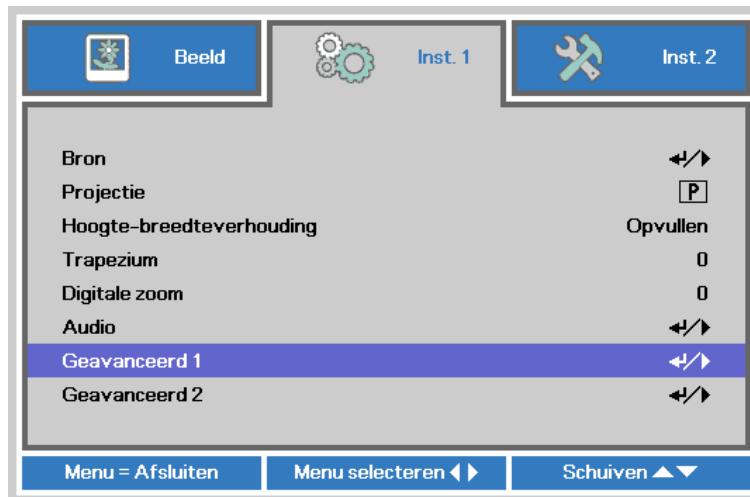 Beeld Inst. 1 Inst. 2
Bron
Projectie P
Hoogte-breedteverhouding Opvullen
Trapezium 0
Digitale zoom 0
Audio
Geavanceerd 1
Geavanceerd 2
Menu = Afsluiten Menu selecteren Schuiven